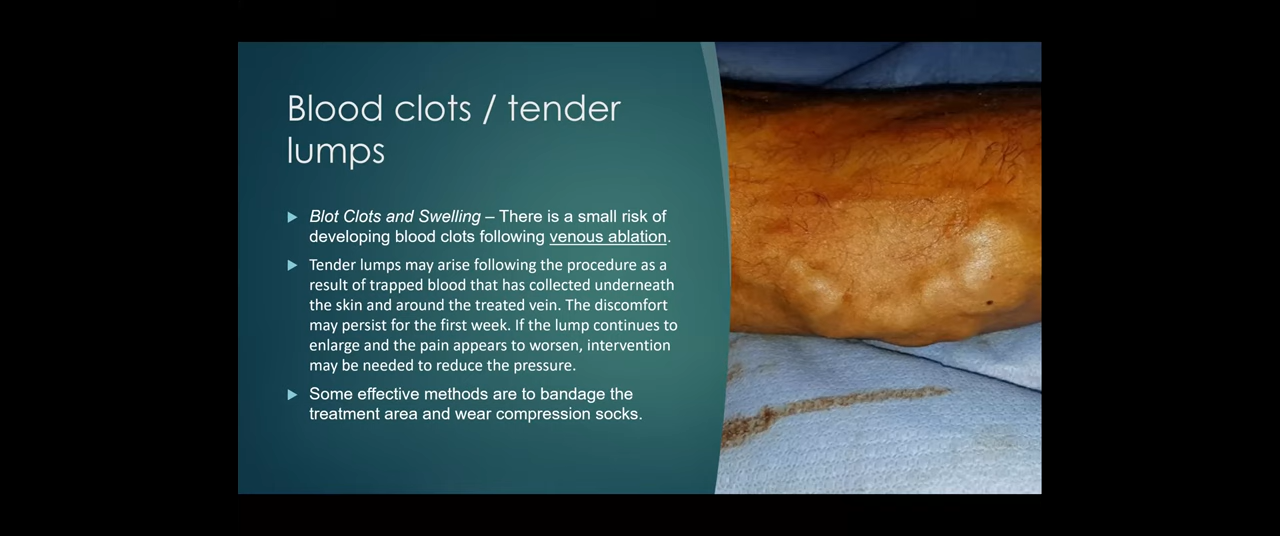 Blood clots / tender
lumps
Blot Clots and Swelling – There is a small risk of
developing blood clots following venous ablation.
Tender lumps may arise following the procedure as a
result of trapped blood that has collected underneath
the skin and around the treated vein. The discomfort
may persist for the first week. If the lump continues to
enlarge and the pain appears to worsen, intervention
may be needed to reduce the pressure.
Some effective methods are to bandage the
treatment area and wear compression socks.